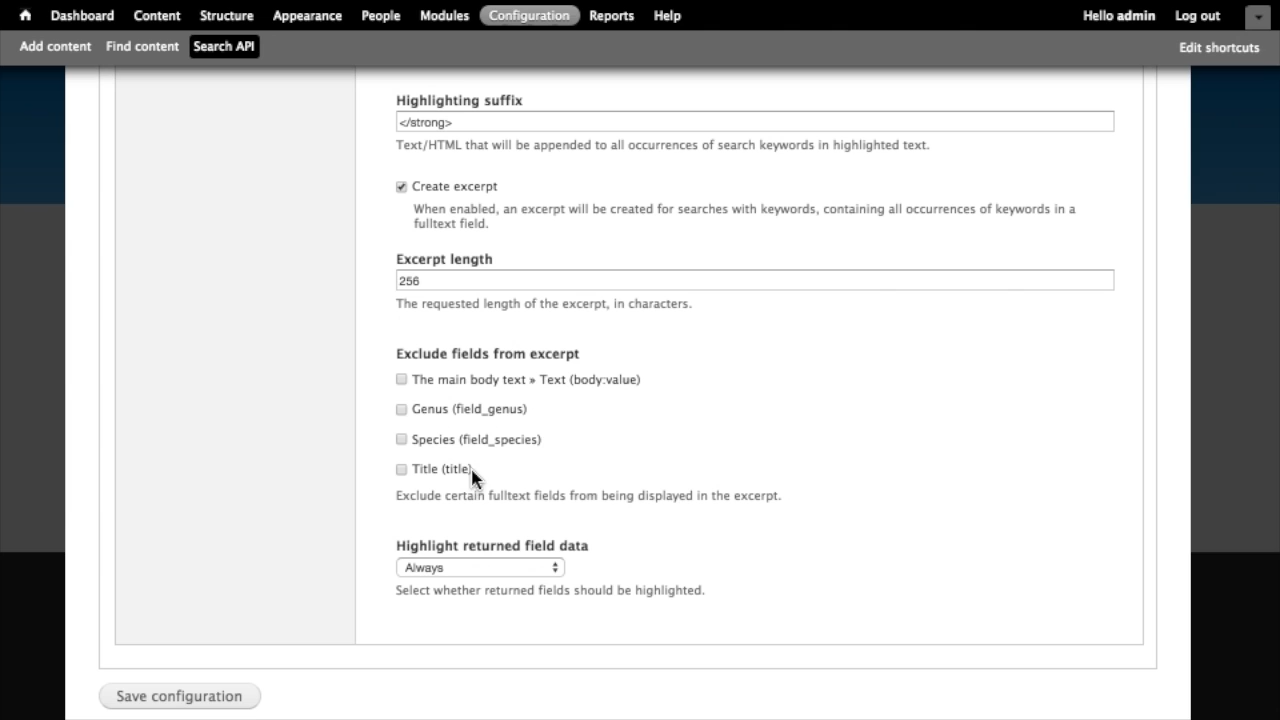 Dashboard Content Structure Appearance People Modules Configuration Reports Help Hello admin Log out
Add content Find content Search API Edit shortcuts
Highlighting suffix
</strong>
Text/HTML that will be appended to all occurrences of search keywords in highlighted text.
Create excerpt
When enabled, an excerpt will be created for searches with keywords, containing all occurrences of keywords in a
fulltext field.
Excerpt length
256
The requested length of the excerpt, in characters.
Exclude fields from excerpt
The main body text » Text (body:value)
Genus (field_genus)
Species (field_species)
Title (title)
Exclude certain fulltext fields from being displayed in the excerpt.
Highlight returned field data
Always
Select whether returned fields should be highlighted.
Save configuration